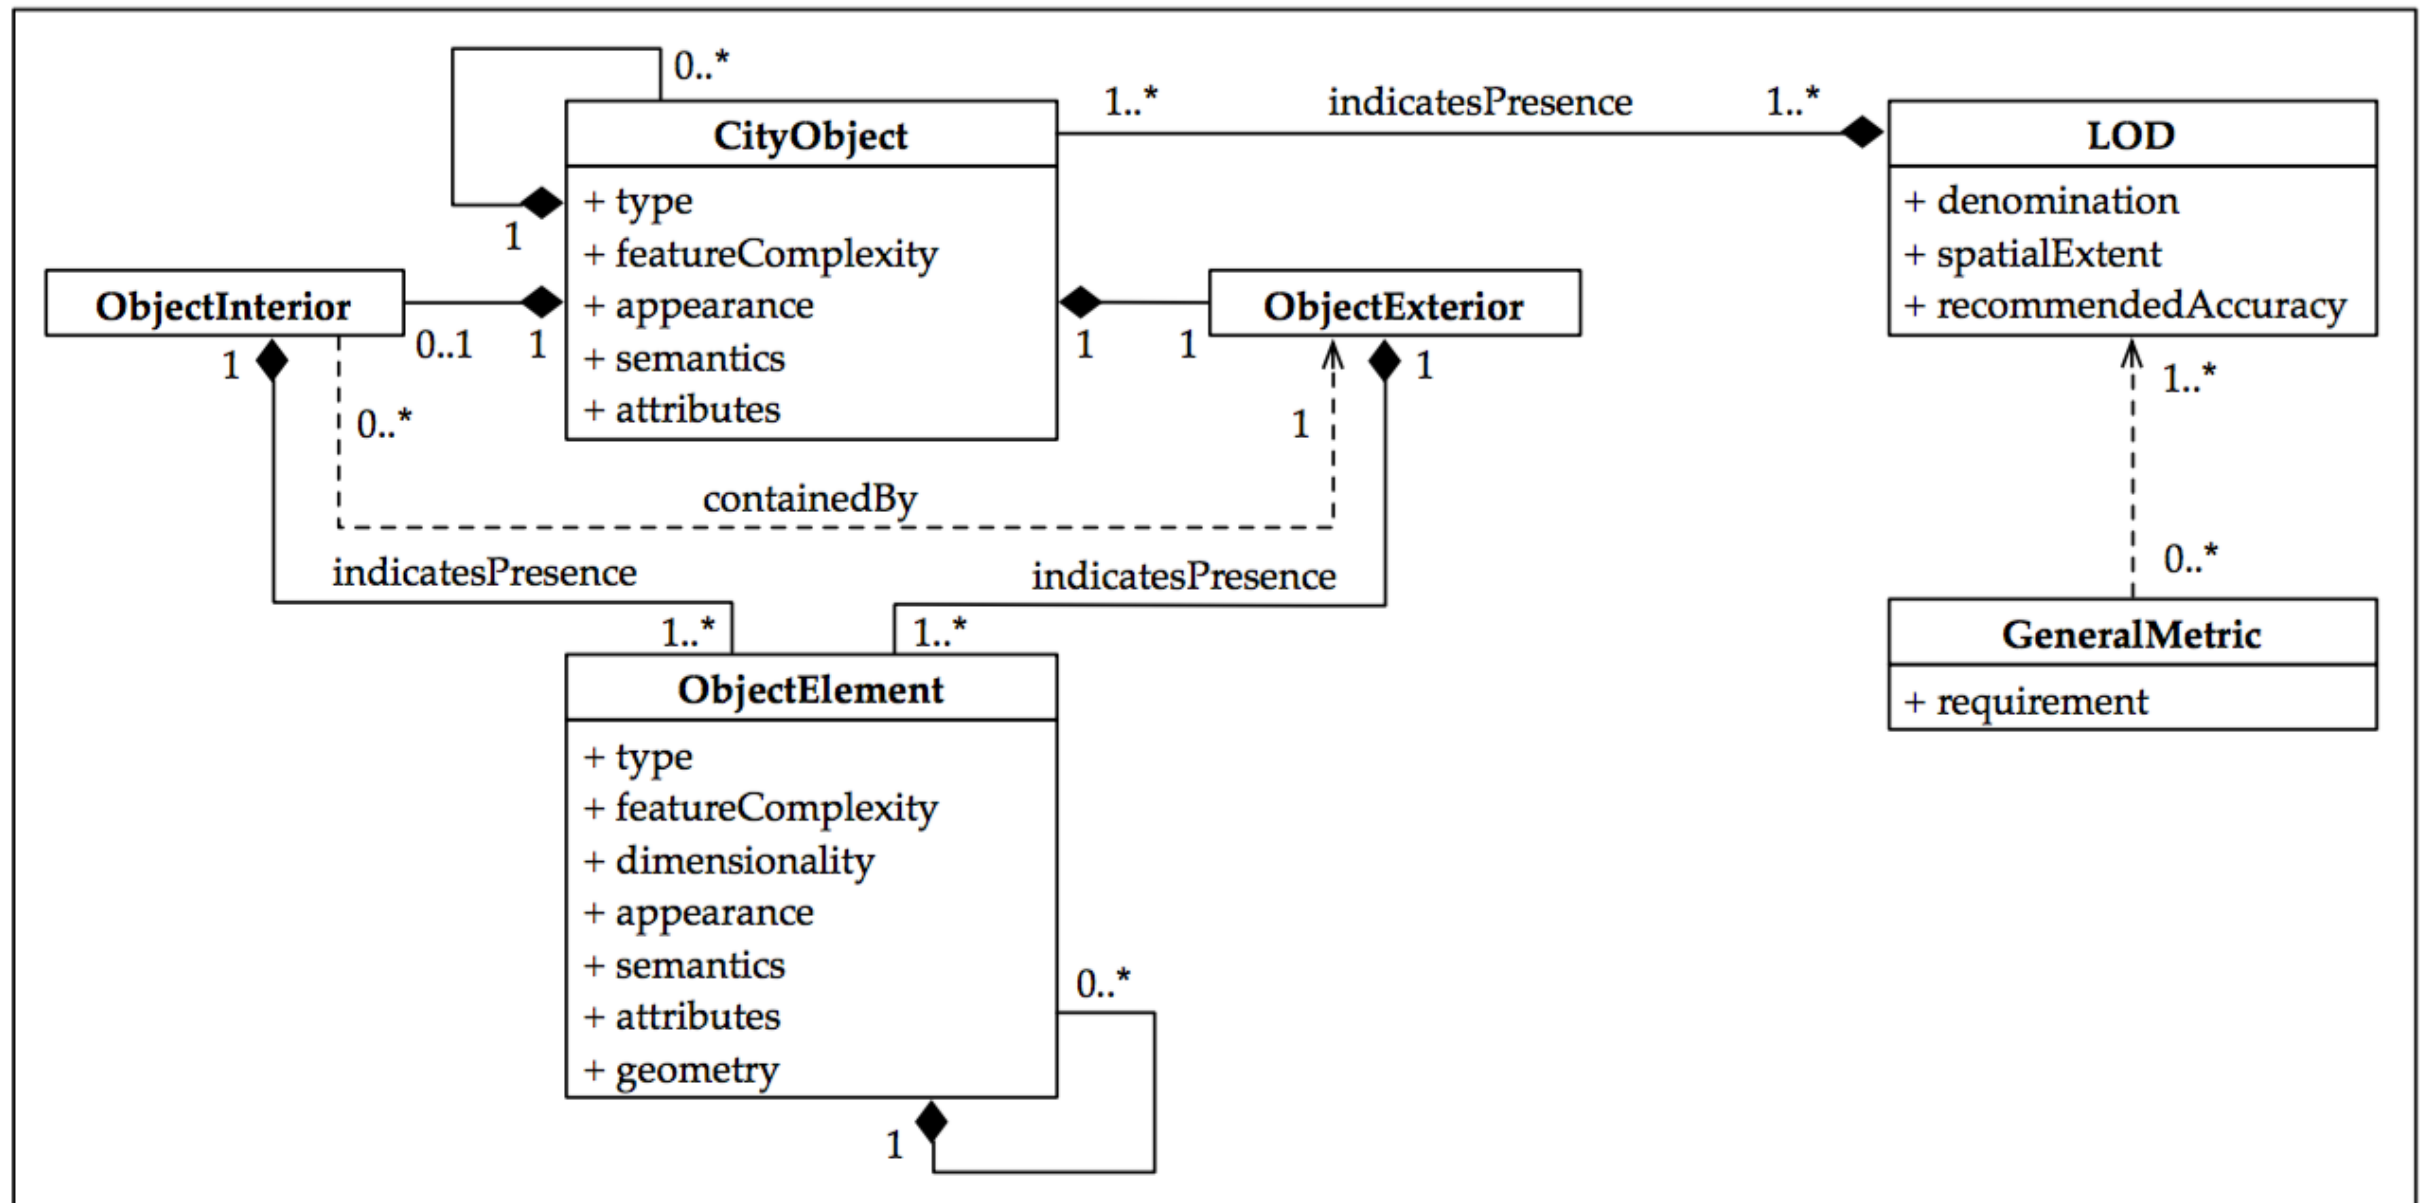 0..*
1..*
indicatesPresence
1..*
CityObject
+ type
+ featureComplexity
+ appearance
+ semantics
+ attributes
1
LOD
+ denomination
+ spatialExtent
+ recommendedAccuracy
ObjectInterior
0..1
1
1
1
ObjectExterior
1
0..*
1
1
1..*
containedBy
indicatesPresence
indicatesPresence
0..*
1..*
1..*
GeneralMetric
+ requirement
ObjectElement
+ type
+ featureComplexity
+ dimensionality
+ appearance
+ semantics
+ attributes
+ geometry
0..*
1